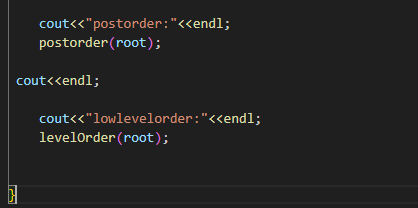 cout<<"postorder:"<<endl;
postorder(root);
cout<<endl;
cout<<"lowlevelorder:"<<endl;
levelOrder(root);
}